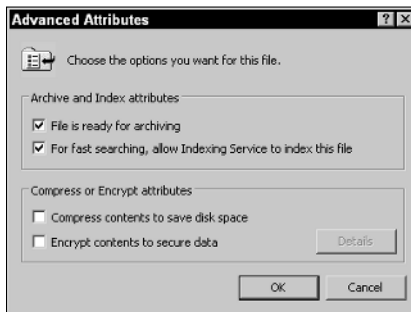 Advanced Attributes
Choose the options you want for this file.
Archive and Index attributes
File is ready for archiving
For fast searching, allow Indexing Service to index this file
Compress or Encrypt attributes
Compress contents to save disk space
Encrypt contents to secure data
Details
OK
Cancel